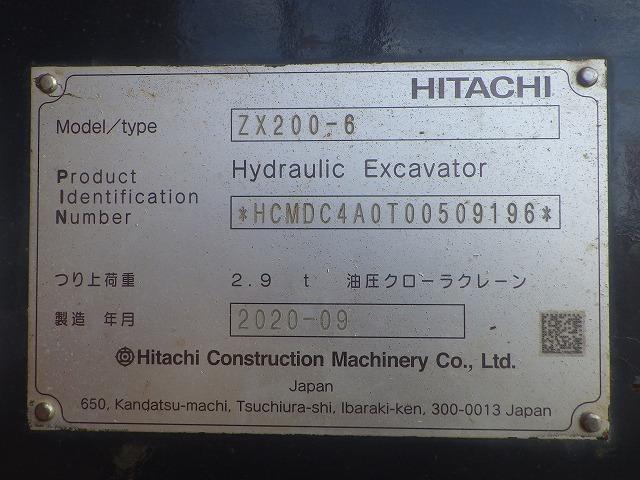 HITACHI
Model/type ZX200-6
Product Identification Number
Hydraulic Excavator
*HCMDC4A0T00509196*
つり上荷重 2.9 t 油圧クローラクレーン
製造 年月 2020-09
Hitachi Construction Machinery Co., Ltd.
Japan
650, Kandatsu-machi, Tsuchiura-shi, Ibaraki-ken, 300-0013 Japan